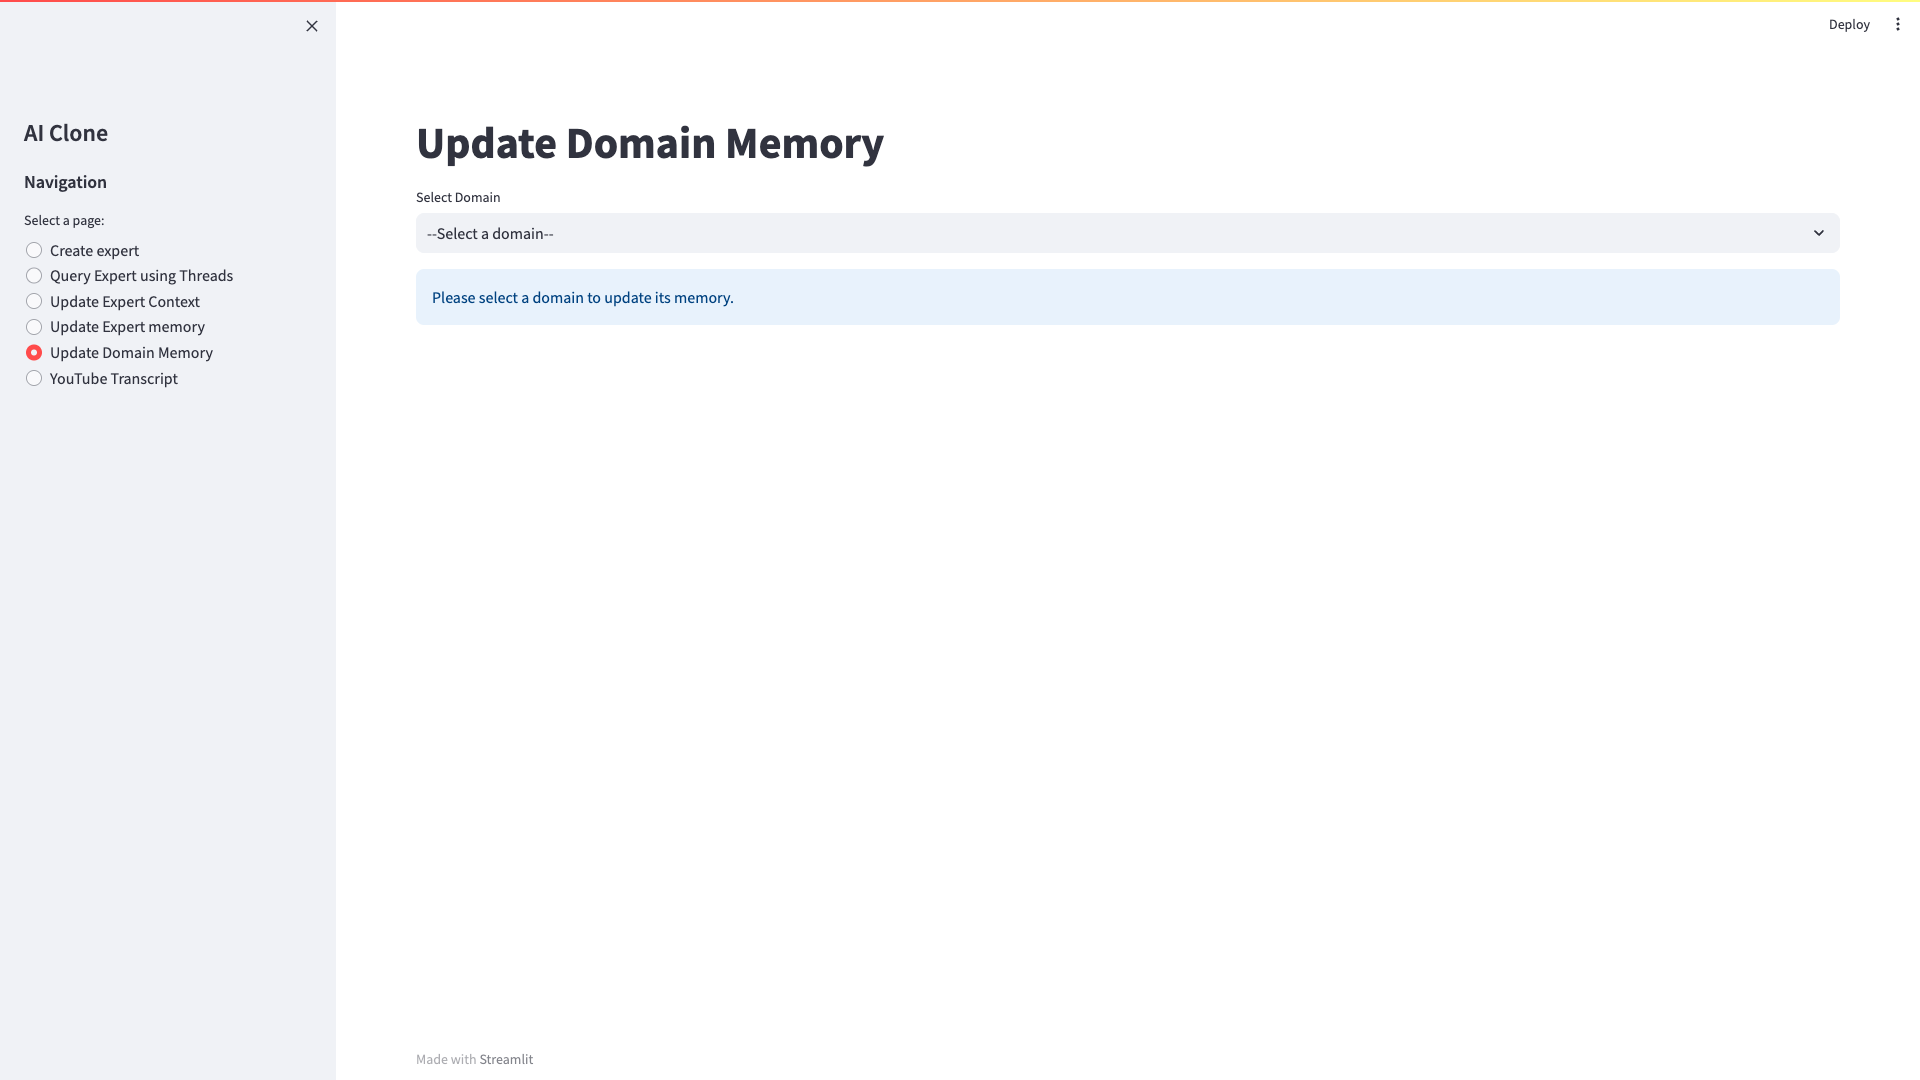 Deploy
AI Clone
Navigation
Select a page:
Create expert
Query Expert using Threads
Update Expert Context
Update Expert memory
Update Domain Memory
YouTube Transcript
Update Domain Memory
Select Domain
--Select a domain--
Please select a domain to update its memory.
Made with Streamlit